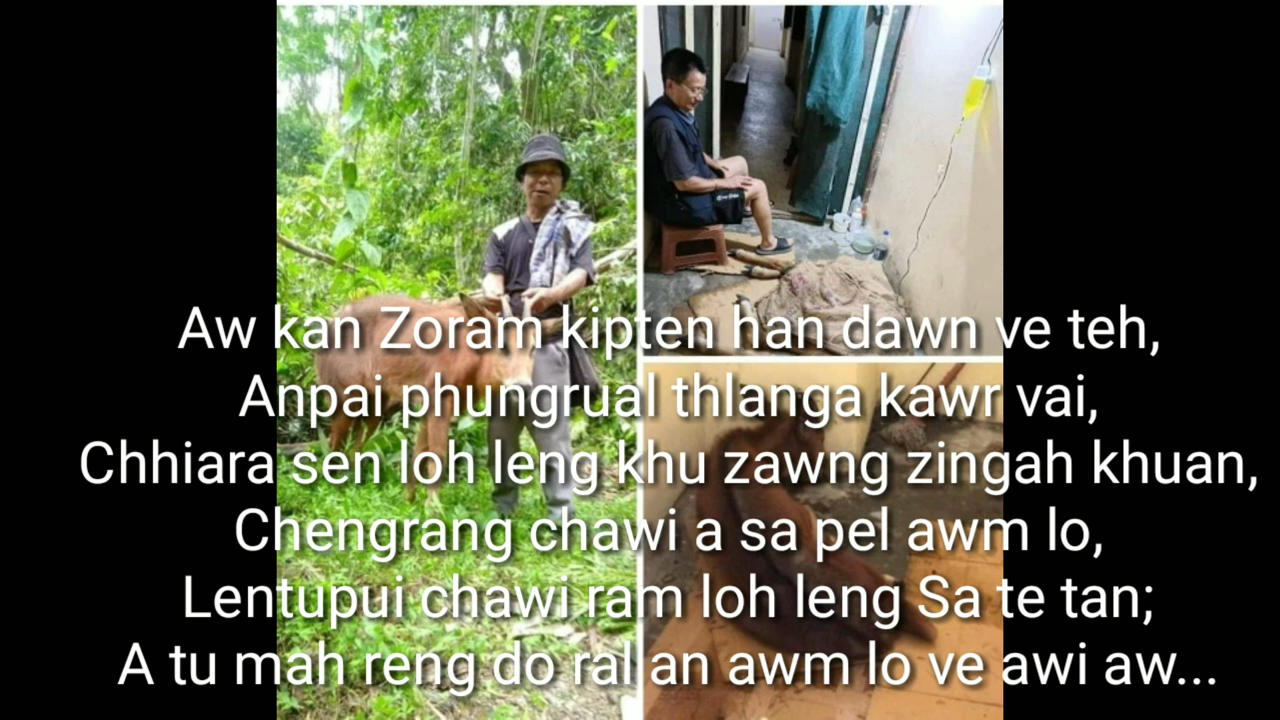 Aw kan Zoram kipten han dawn ve teh,
Anpai phungrual thlanga kawr vai,
Chhiara sen loh leng khu zawng zingah khuan,
Chengrang chawi a sa pel awm lo,
Lentupui chawi ram loh leng Sa te tan;
A tu mah reng do ral an awm lo ve awi aw...